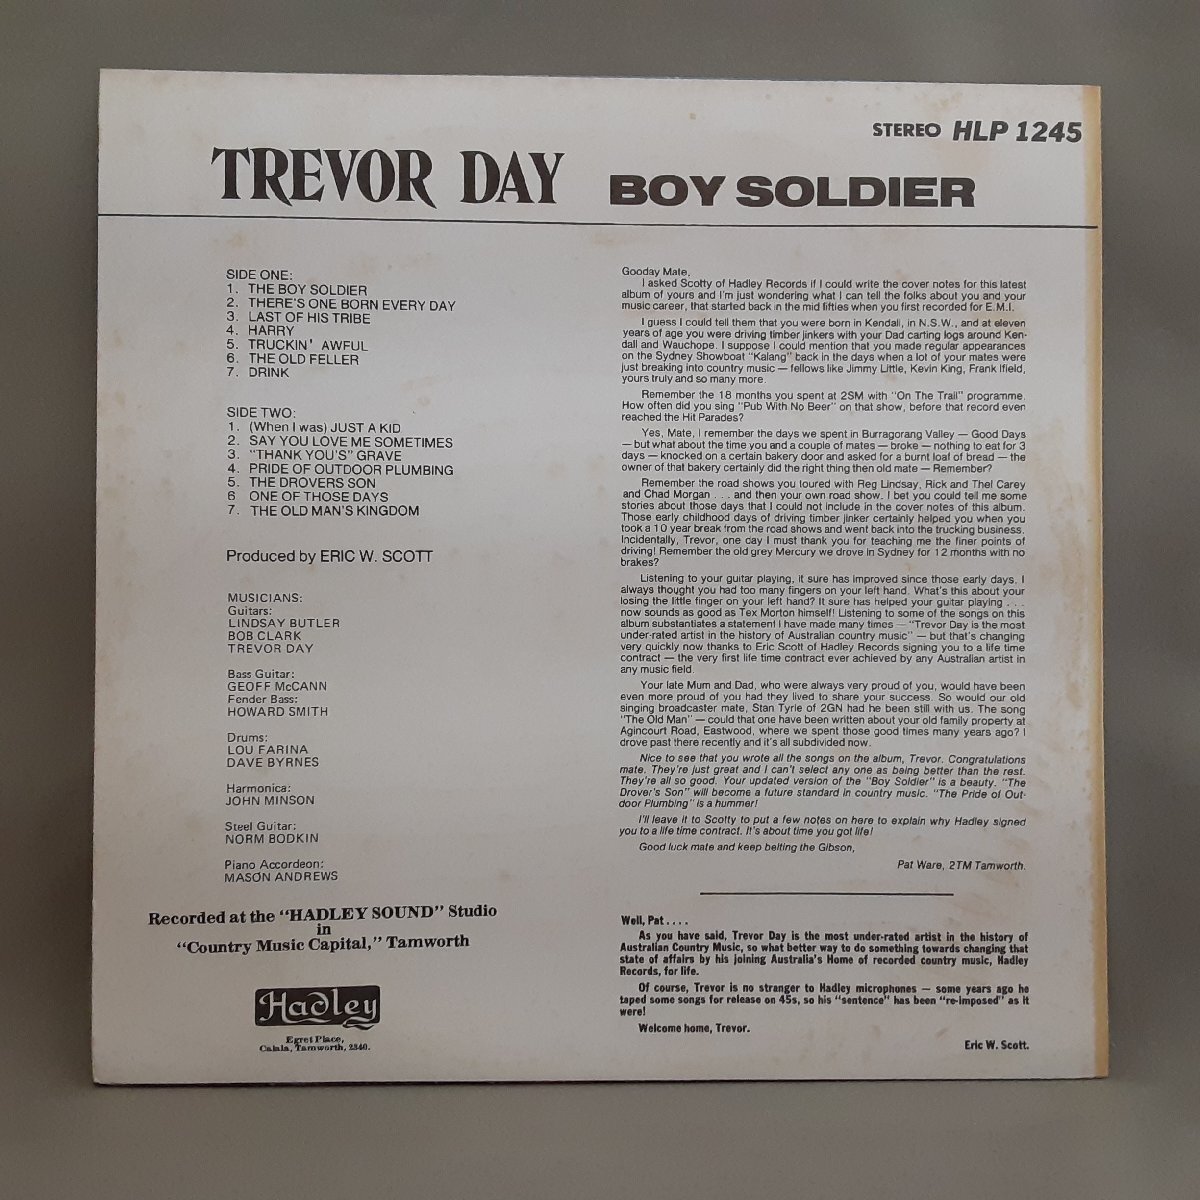 STEREO HLP 1245
TREVOR DAY BOY SOLDIER
SIDE ONE:
1. THE BOY SOLDIER
2. THERE'S ONE BORN EVERY DAY
3. LAST OF HIS TRIBE
4. HARRY
5. TRUCKIN' AWFUL
6. THE OLD FELLER
7. DRINK
SIDE TWO:
1. (When I was) JUST A KID
2. SAY YOU LOVE ME SOMETIMES
3. "THANK YOU'S" GRAVE
4. PRIDE OF OUTDOOR PLUMBING
5. THE DROVERS SON
6 ONE OF THOSE DAYS
7. THE OLD MAN'S KINGDOM
Produced by ERIC W. SCOTT
MUSICIANS:
Guitars:
LINDSAY BUTLER
BOB CLARK
TREVOR DAY
Bass Guitar:
GEOFF McCANN
Fender Bass:
HOWARD SMITH
Drums:
LOU FARINA
DAVE BYRNES
Harmonica:
JOHN MINSON
Steel Guitar:
NORM BODKIN
Piano Accordeon:
MASON ANDREWS
Recorded at the "HADLEY SOUND" Studio
in
"Country Music Capital," Tamworth
Hadley
Egret Place,
Calala, Tamworth, 2340.
Gooday Mate,
I asked Scotty of Hadley Records if I could write the cover notes for this latest
album of yours and I'm just wondering what I can tell the folks about you and your
music career, that started back in the mid fifties when you first recorded for E.M.I.
I guess I could tell them that you were born in Kendall, in N.S.W., and at eleven
years of age you were driving timber jinkers with your Dad carting logs around Ken-
dall and Wauchope. I suppose I could mention that you made regular appearances
on the Sydney Showboat "Kalang" back in the days when a lot of your mates were
just breaking into country music — fellows like Jimmy Little, Kevin King, Frank Ifield,
yours truly and so many more.
Remember the 18 months you spent at 2SM with "On The Trail" programme.
How often did you sing "Pub With No Beer" on that show, before that record even
reached the Hit Parades?
Yes, Mate, I remember the days we spent in Burragorang Valley — Good Days
— but what about the time you and a couple of mates — broke — nothing to eat for 3
days — knocked on a certain bakery door and asked for a burnt loaf of bread — the
owner of that bakery certainly did the right thing then old mate — Remember?
Remember the road shows you toured with Reg Lindsay, Rick and Thel Carey
and Chad Morgan . . . and then your own road show. I bet you could tell me some
stories about those days that I could not include in the cover notes of this album.
Those early childhood days of driving timber jinker certainly helped you when you
took a 10 year break from the road shows and went back into the trucking business.
Incidentally, Trevor, one day I must thank you for teaching me the finer points of
driving! Remember the old grey Mercury we drove in Sydney for 12 months with no
brakes?
Listening to your guitar playing, it sure has improved since those early days. I
always thought you had too many fingers on your left hand. What's this about your
losing the little finger on your left hand? It sure has helped your guitar playing . . .
now sounds as good as Tex Morton himself! Listening to some of the songs on this
album substantiates a statement I have made many times — "Trevor Day is the most
under-rated artist in the history of Australian country music" — but that's changing
very quickly now thanks to Eric Scott of Hadley Records signing you to a life time
contract — the very first life time contract ever achieved by any Australian artist in
any music field.
Your late Mum and Dad, who were always very proud of you, would have been
even more proud of you had they lived to share your success. So would our old
singing broadcaster mate, Stan Tyrie of 2GN had he been still with us. The song
"The Old Man" — could that one have been written about your old family property at
Agincourt Road, Eastwood, where we spent those good times many years ago? I
drove past there recently and it's all subdivided now.
Nice to see that you wrote all the songs on the album, Trevor. Congratulations
mate. They're just great and I can't select any one as being better than the rest.
They're all so good. Your updated version of the "Boy Soldier" is a beauty. "The
Drover's Son" will become a future standard in country music. "The Pride of Out-
door Plumbing" is a hummer!
I'll leave it to Scotty to put a few notes on here to explain why Hadley signed
you to a life time contract. It's about time you got life!
Good luck mate and keep belting the Gibson,
Pat Ware, 2TM Tamworth.
Well, Pat . . . .
As you have said, Trevor Day is the most under-rated artist in the history of
Australian Country Music, so what better way to do something towards changing that
state of affairs by his joining Australia's Home of recorded country music, Hadley
Records, for life.
Of course, Trevor is no stranger to Hadley microphones — some years ago he
taped some songs for release on 45s, so his "sentence" has been "re-imposed" as it
were!
Welcome home, Trevor.
Eric W. Scott.